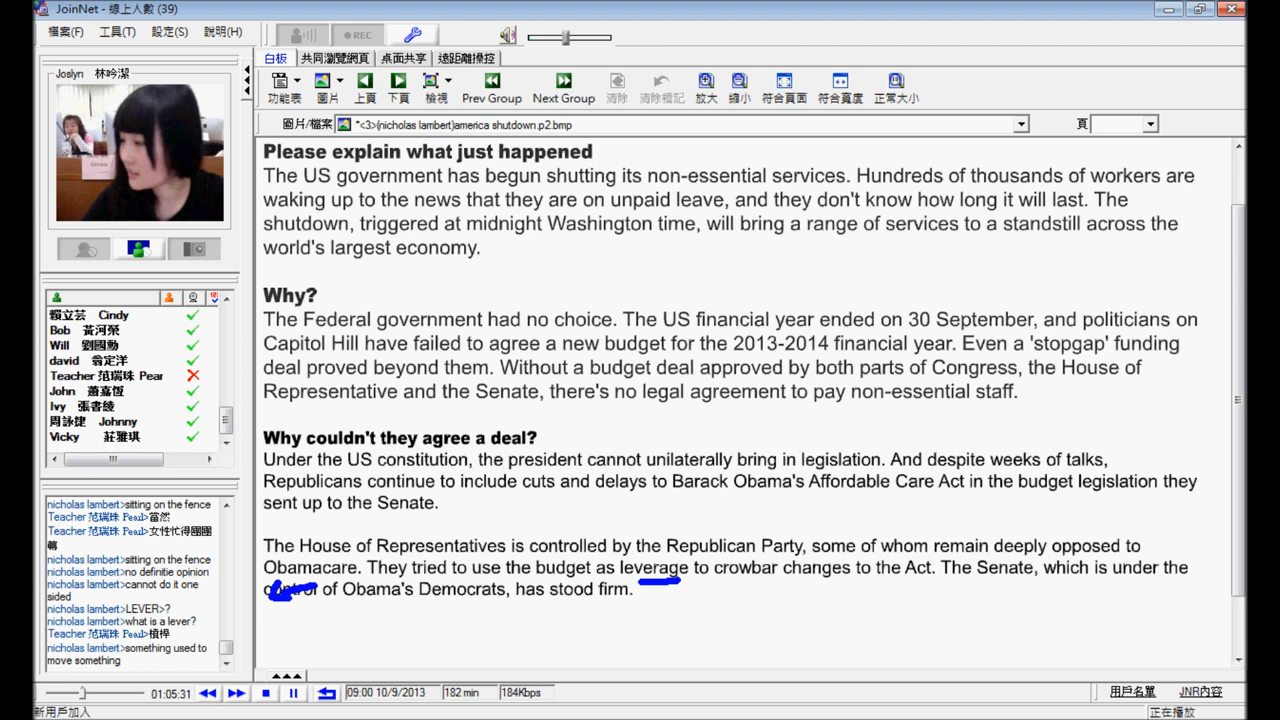 JoinNet - 線上人數 (39)
檔案(F) 工具(T) 設定(S) 說明(H)
REC
白板 共同瀏覽網頁 桌面共享 遠距離操控
功能表 圖片 上頁 下頁 檢視 Prev Group Next Group 清除 清除標記 放大 縮小 符合頁面 符合寬度 正常大小
圖片/檔案 *<3>(nicholas lambert)america shutdown.p2.bmp 頁
Joslyn 林吟潔
賴立芸 Cindy
Bob 黃河榮
Will 劉國勳
david 翁定洋
Teacher 范瑞珠 Pear
John 蕭嘉恆
Ivy 張書綾
周詠捷 Johnny
Vicky 莊雅琪
nicholas lambert>sitting on the fence
Teacher 范瑞珠 Pearl>當然
Teacher 范瑞珠 Pearl>女性忙得團團
轉
nicholas lambert>sitting on the fence
nicholas lambert>no definitie opinion
nicholas lambert>cannot do it one
sided
nicholas lambert>LEVER>?
nicholas lambert>what is a lever?
Teacher 范瑞珠 Pearl>槓桿
nicholas lambert>something used to
move something
Please explain what just happened
The US government has begun shutting its non-essential services. Hundreds of thousands of workers are
waking up to the news that they are on unpaid leave, and they don't know how long it will last. The
shutdown, triggered at midnight Washington time, will bring a range of services to a standstill across the
world's largest economy.
Why?
The Federal government had no choice. The US financial year ended on 30 September, and politicians on
Capitol Hill have failed to agree a new budget for the 2013-2014 financial year. Even a 'stopgap' funding
deal proved beyond them. Without a budget deal approved by both parts of Congress, the House of
Representative and the Senate, there's no legal agreement to pay non-essential staff.
Why couldn't they agree a deal?
Under the US constitution, the president cannot unilaterally bring in legislation. And despite weeks of talks,
Republicans continue to include cuts and delays to Barack Obama's Affordable Care Act in the budget legislation they
sent up to the Senate.
The House of Representatives is controlled by the Republican Party, some of whom remain deeply opposed to
Obamacare. They tried to use the budget as leverage to crowbar changes to the Act. The Senate, which is under the
control of Obama's Democrats, has stood firm.
01:05:31 09:00 10/9/2013 182 min 184Kbps 用戶名單 JNR內容
新用戶加入 正在播放